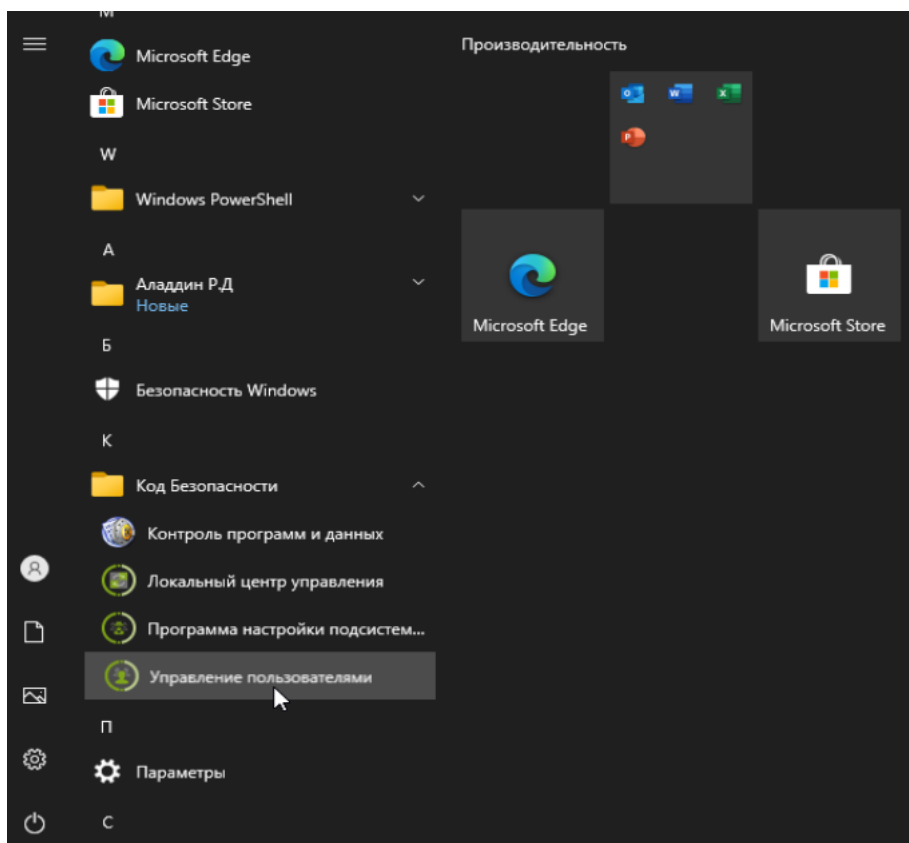 М
Microsoft Edge
Microsoft Store
W
Windows PowerShell
А
Аладдин Р.Д
Новые
Б
Безопасность Windows
К
Код Безопасности
Контроль программ и данных
Локальный центр управления
Программа настройки подсистем...
Управление пользователями
П
Параметры
С
Производительность
Microsoft Edge
Microsoft Store